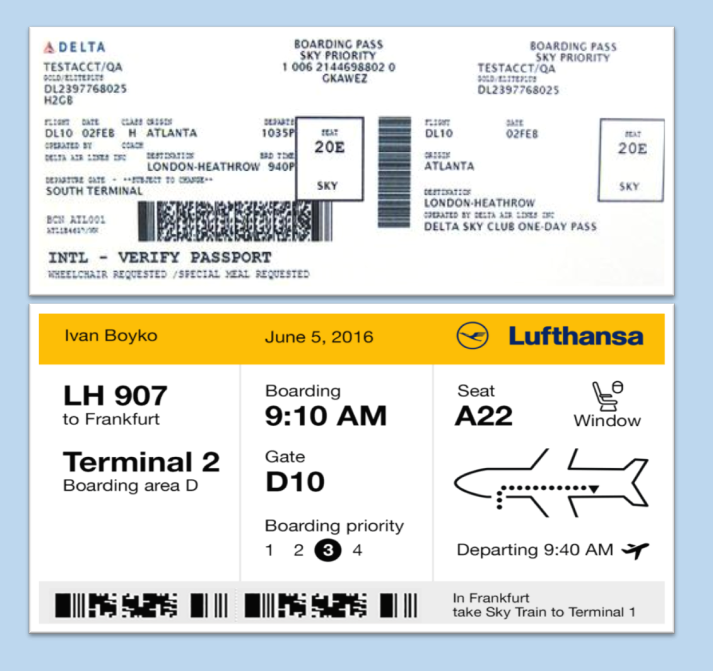 DELTA
BOARDING PASS
SKY PRIORITY
1 006 2144698802 0
GKAWEZ
TESTACCT/QA
GOLD/ELITEPLUS
DL2397768025
H2GB
FLIGHT DATE CLASS ORIGIN DEPARTS
DL10 02FEB H ATLANTA 1035P
OPERATED BY COACH
DELTA AIR LINES INC DESTINATION BRD TIME
LONDON-HEATHROW 940P
SEAT
20E
SKY
DEPARTURE GATE - **SUBJECT TO CHANGE**
SOUTH TERMINAL
BCN ATL001
INTL - VERIFY PASSPORT
WHEELCHAIR REQUESTED /SPECIAL MEAL REQUESTED
BOARDING PASS
SKY PRIORITY
TESTACCT/QA
GOLD/ELITEPLUS
DL2397768025
FLIGHT DATE
DL10 02FEB
ORIGIN
ATLANTA
SEAT
20E
SKY
DESTINATION
LONDON-HEATHROW
OPERATED BY DELTA AIR LINES INC
DELTA SKY CLUB ONE-DAY PASS
Ivan Boyko
June 5, 2016
Lufthansa
LH 907
to Frankfurt
Terminal 2
Boarding area D
Boarding
9:10 AM
Gate
D10
Boarding priority
1 2 3 4
Seat
A22
Window
Departing 9:40 AM
In Frankfurt
take Sky Train to Terminal 1